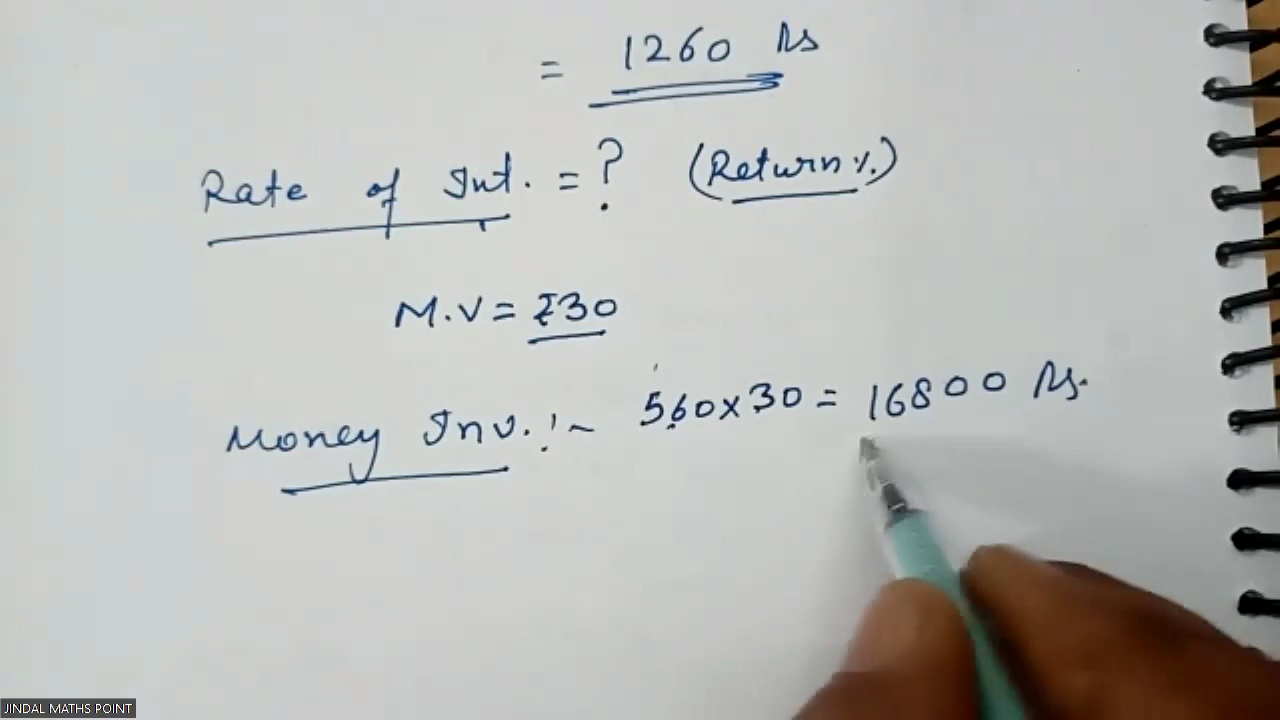 = 1260 Rs
Rate of Int. = ? (Return %.)
M.V = ₹30
Money Inv. :- 560x30 = 16800 Rs.
JINDAL MATHS POINT